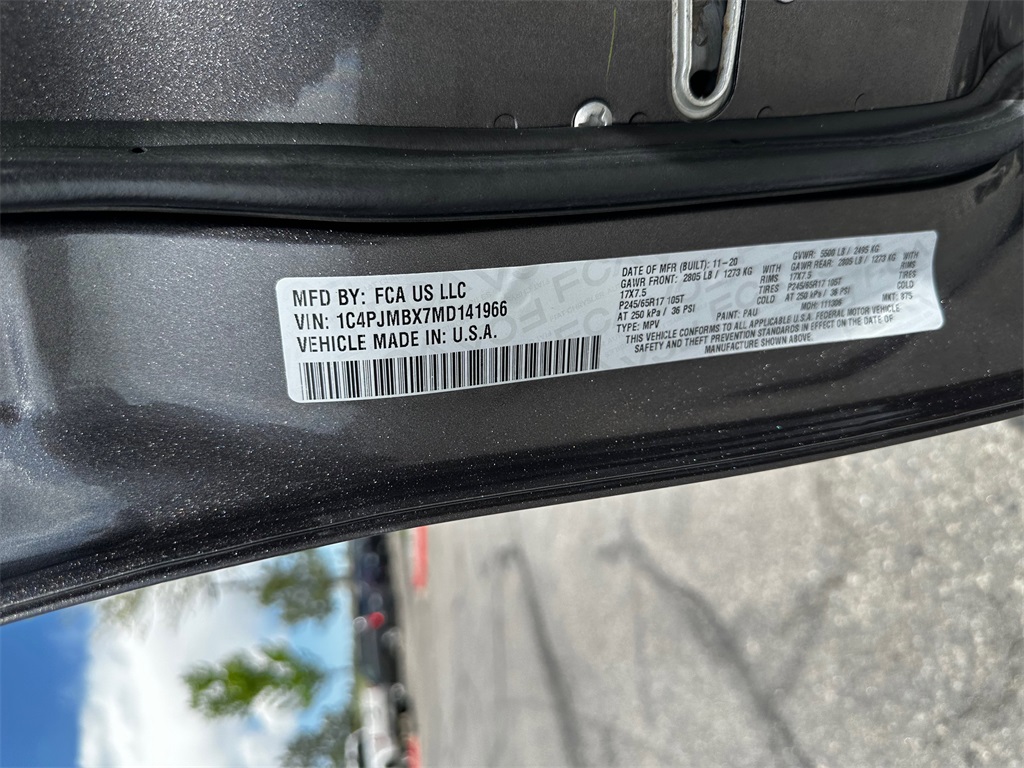 MFD BY: FCA US LLC
VIN: 1C4PJMBX7MD141966
VEHICLE MADE IN: U.S.A.
DATE OF MFR (BUILT): 11-20 GVWR: 5500 LB / 2495 KG
GAWR FRONT: 2805 LB / 1273 KG WITH GAWR REAR: 2805 LB / 1273 KG WITH
17X7.5 RIMS 17X7.5 RIMS
P245/65R17 105T TIRES P245/65R17 105T TIRES
AT 250 kPa / 36 PSI COLD AT 250 kPa / 36 PSI COLD
TYPE: MPV PAINT: PAU MDH: 111306 MKT: 975
THIS VEHICLE CONFORMS TO ALL APPLICABLE U.S.A. FEDERAL MOTOR VEHICLE
SAFETY AND THEFT PREVENTION STANDARDS IN EFFECT ON THE DATE OF
MANUFACTURE SHOWN ABOVE.